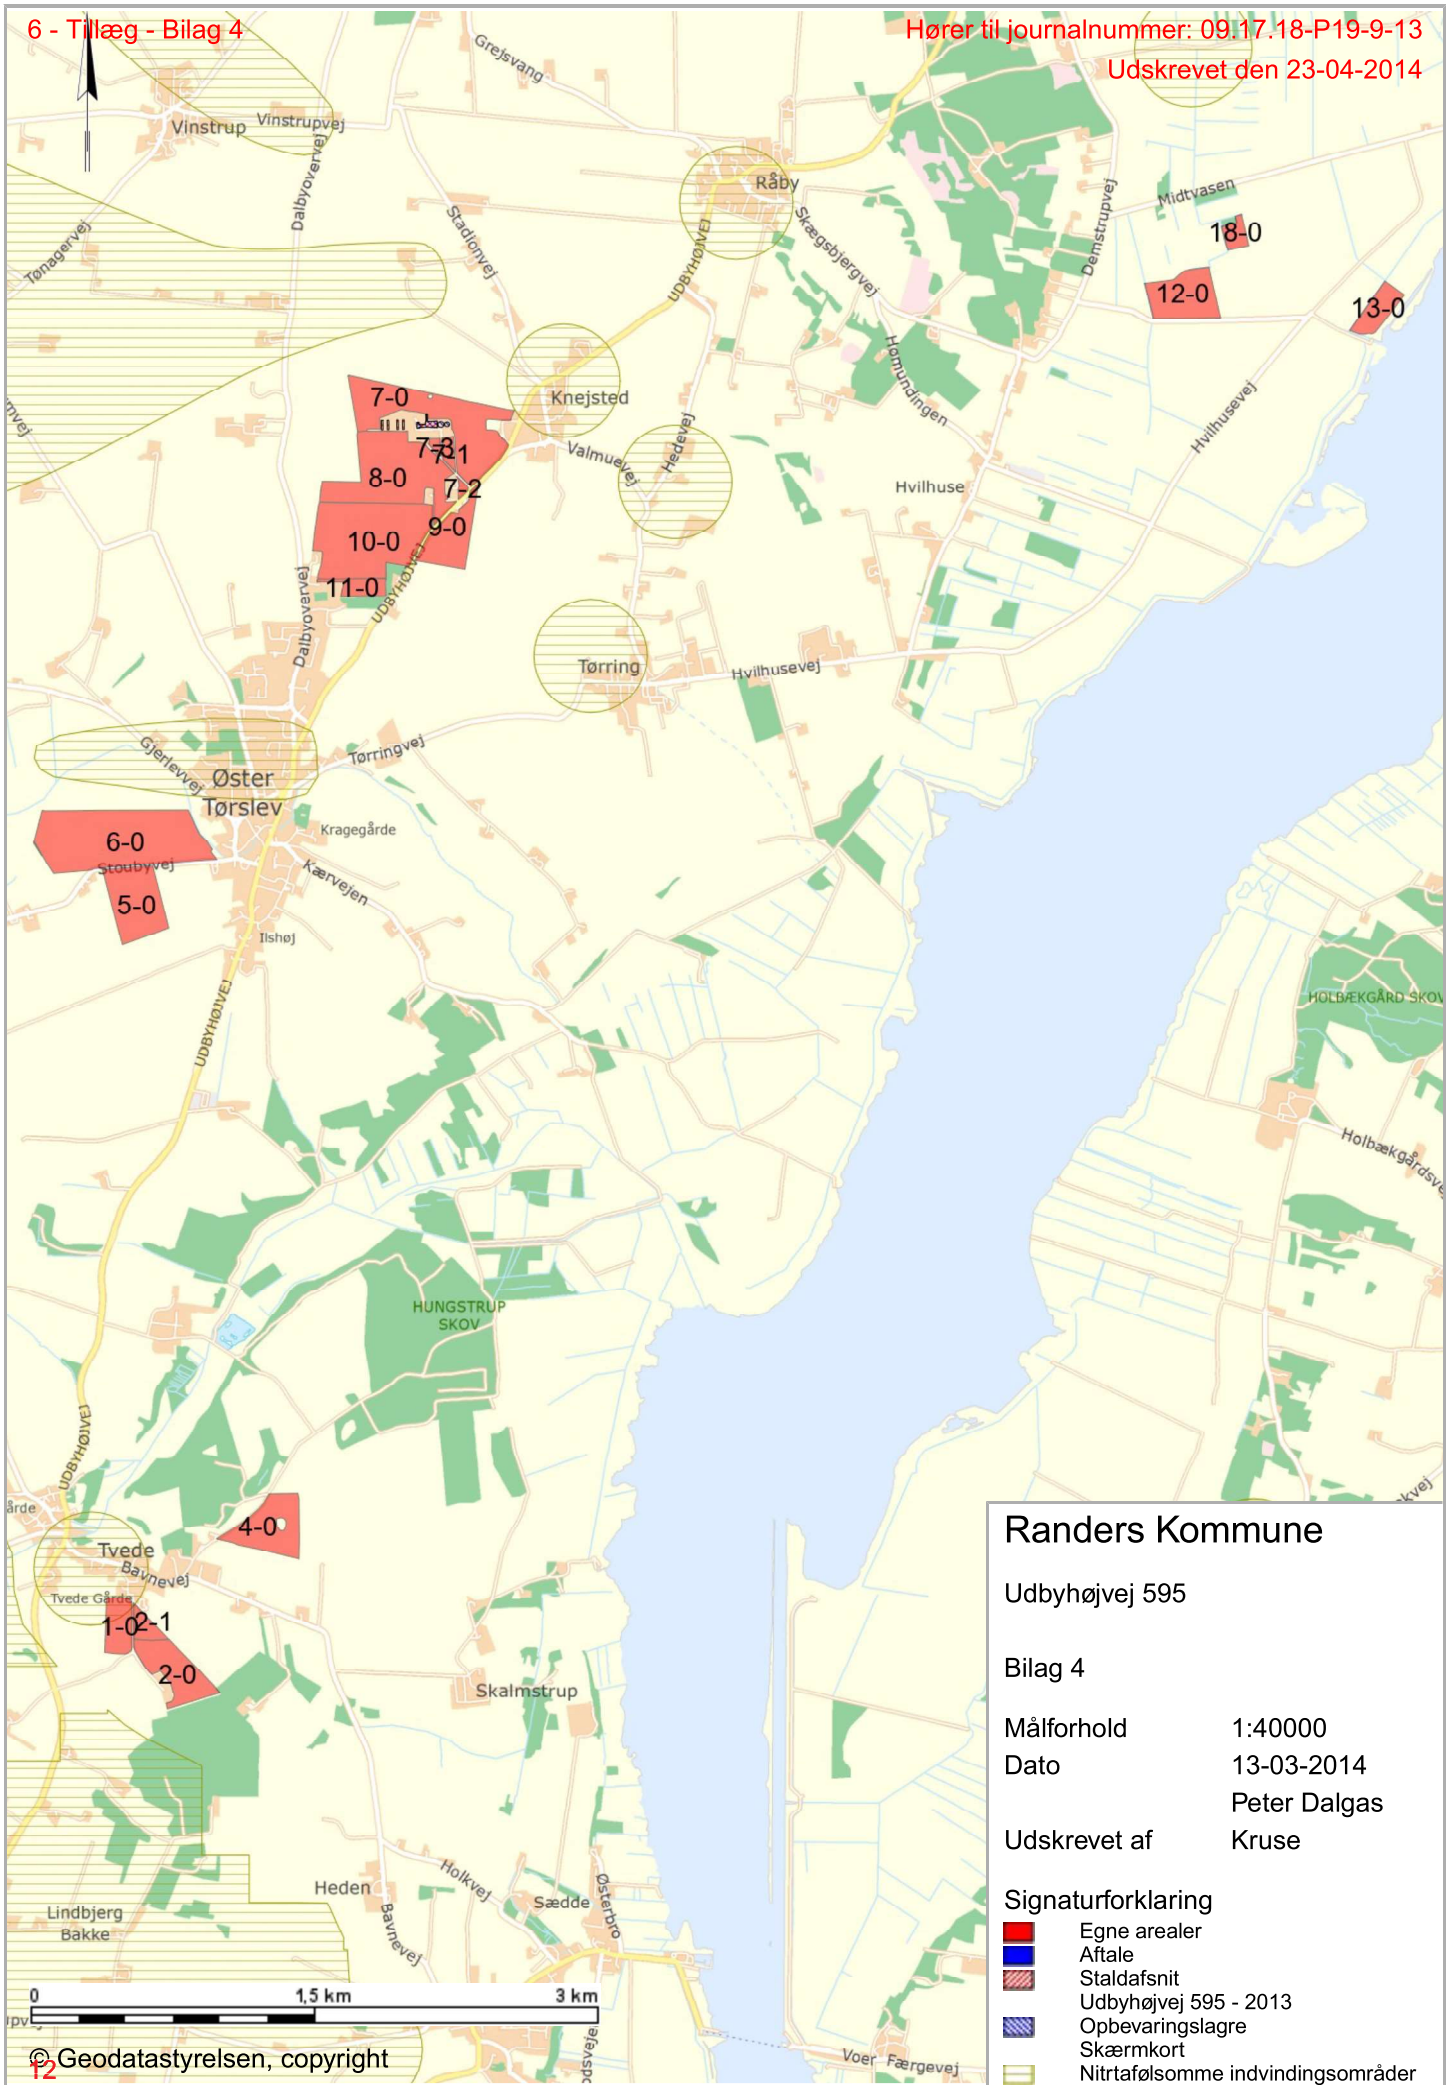 6 - Tillæg - Bilag 4
Hører til journalnummer: 09.17.18-P19-9-13
Udskrevet den 23-04-2014
Grejsvang
Vinstrup
Vinstrupvej
Dalbyovervej
Tønagervej
Stadionvej
Råby
UDBYHØJVEJ
Skægsbjergvej
Demstrupvej
Midtvasen
18-0
12-0
13-0
Hømundingen
Hvilhusevej
7-0
Knejsted
7-3
7-1
Valmuevej
Hedevej
8-0
7-2
Hvilhuse
9-0
10-0
11-0
UDBYHØJVEJ
Dalbyovervej
Tørring
Hvilhusevej
Gjerlevvej
Tørringvej
Øster
Tørslev
Kragegårde
6-0
Stoubyvej
Kærvejen
5-0
Ilshøj
UDBYHØJVEJ
HOLBÆKGÅRD SKOV
Holbækgårdsve
HUNGSTRUP
SKOV
UDBYHØJVEJ
årde
4-0
Tvede
Bavnevej
Tvede Gårde
1-0
2-1
2-0
Skalmstrup
Heden
Holkvej
Sædde
Østerbro
Bavnevej
Lindbjerg
Bakke
Voer Færgevej
0 1,5 km 3 km
© Geodatastyrelsen, copyright
12
Randers Kommune
Udbyhøjvej 595
Bilag 4
Målforhold 1:40000
Dato 13-03-2014
Peter Dalgas
Udskrevet af Kruse
Signaturforklaring
Egne arealer
Aftale
Staldafsnit
Udbyhøjvej 595 - 2013
Opbevaringslagre
Skærmkort
Nitrtafølsomme indvindingsområder